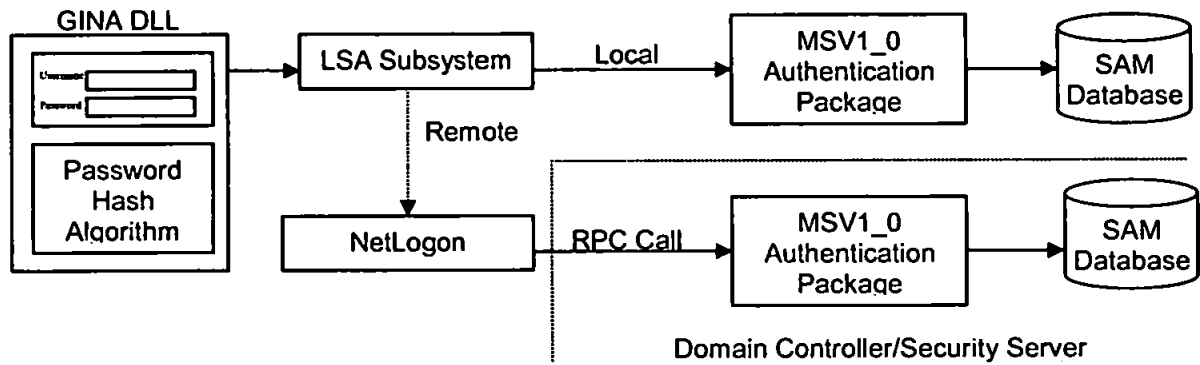 GINA DLL
Username
Password
Password
Hash
Algorithm
LSA Subsystem
Local
MSV1_0
Authentication
Package
SAM
Database
Remote
NetLogon
RPC Call
MSV1_0
Authentication
Package
SAM
Database
Domain Controller/Security Server